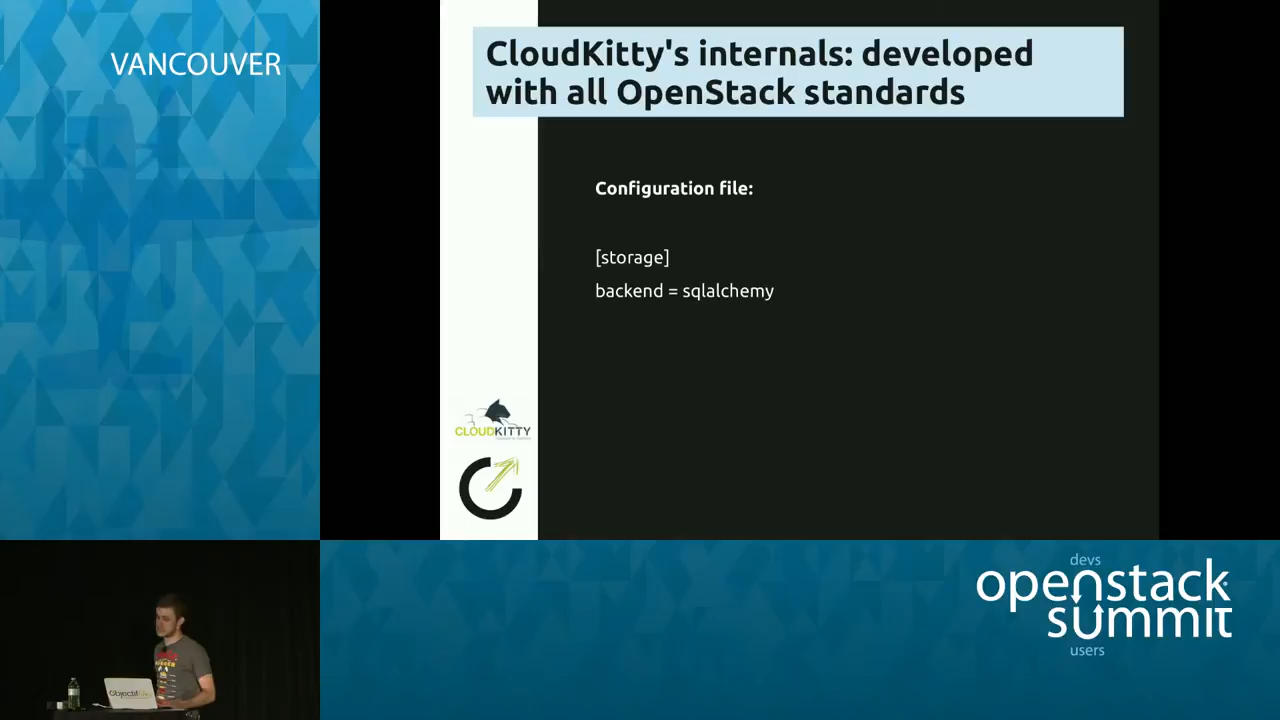 VANCOUVER
CloudKitty's internals: developed
with all OpenStack standards
Configuration file:
[storage]
backend = sqlalchemy
CLOUDKITTY
devs
openstack
summit
users